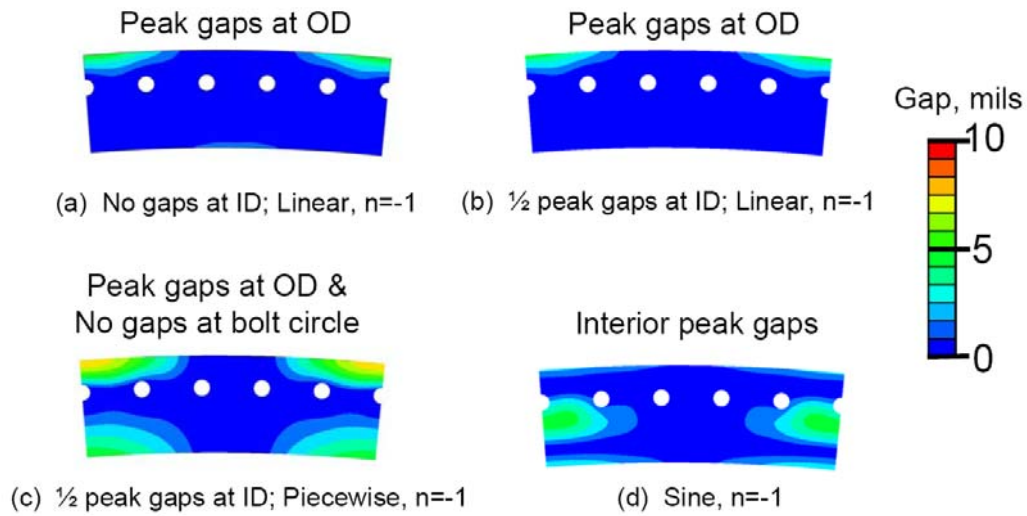 Peak gaps at OD
(a) No gaps at ID; Linear, n=-1
Peak gaps at OD
(b) ½ peak gaps at ID; Linear, n=-1
Gap, mils
10
5
0
Peak gaps at OD &
No gaps at bolt circle
(c) ½ peak gaps at ID; Piecewise, n=-1
Interior peak gaps
(d) Sine, n=-1